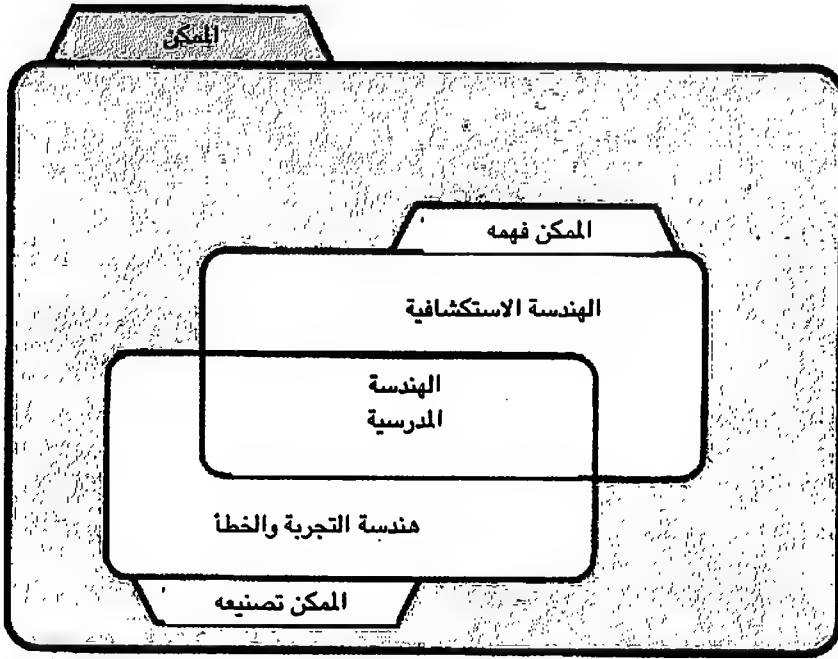 الممكن
الممكن فهمه
الهندسة الاستكشافية
الهندسة
المدرسية
هندسة التجربة والخطأ
الممكن تصنيعه